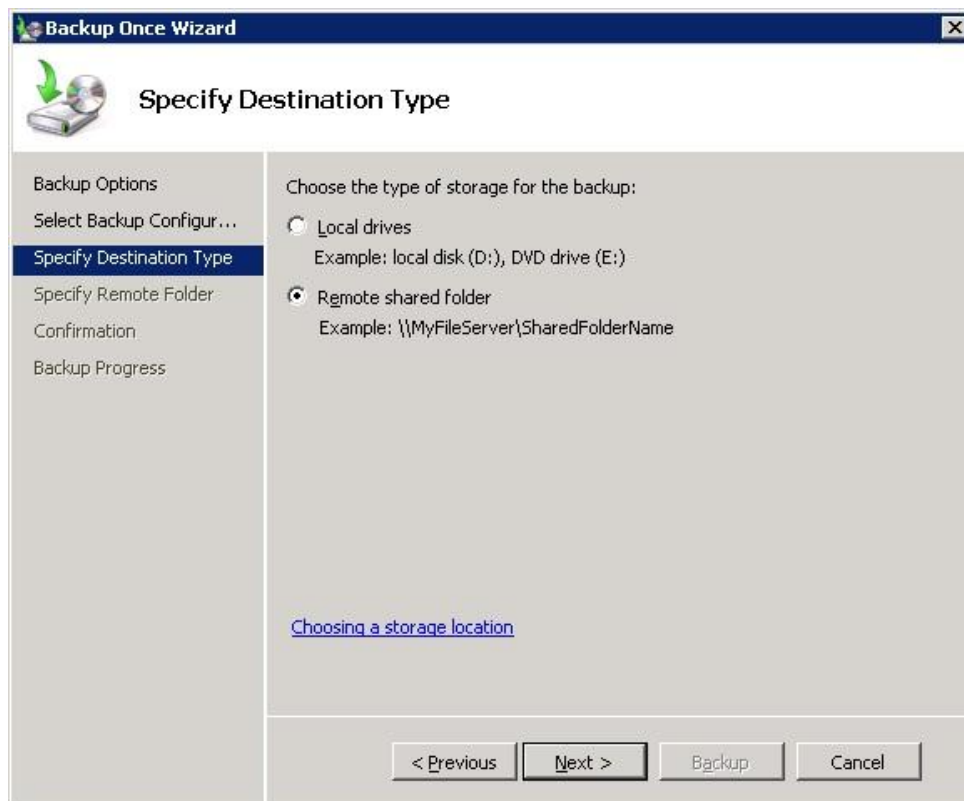 Backup Once Wizard
Specify Destination Type
Backup Options
Select Backup Configur...
Specify Destination Type
Specify Remote Folder
Confirmation
Backup Progress
Choose the type of storage for the backup:
Local drives
Example: local disk (D:), DVD drive (E:)
Remote shared folder
Example: \\MyFileServer\SharedFolderName
Choosing a storage location
< Previous
Next >
Backup
Cancel